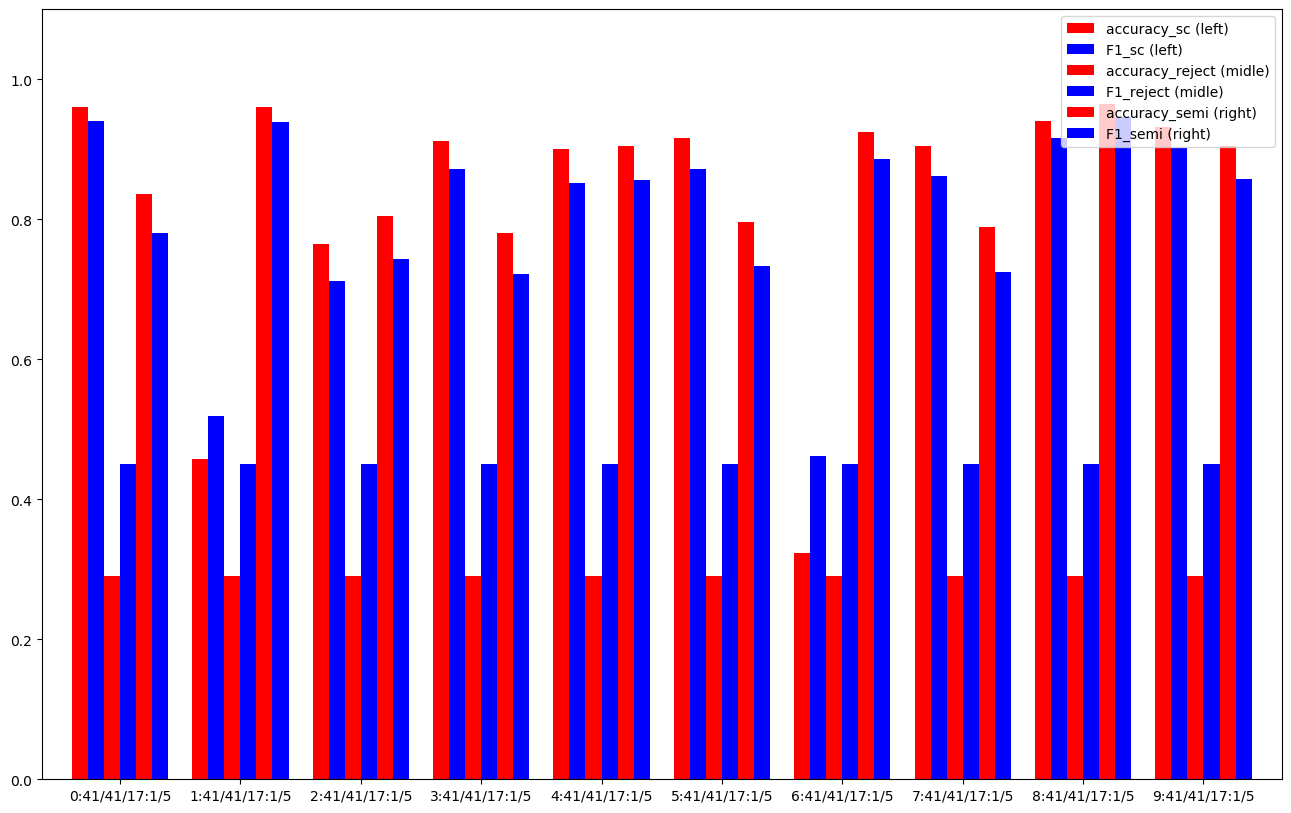 accuracy_sc (left)
F1_sc (left)
accuracy_reject (midle)
F1_reject (midle)
accuracy_semi (right)
F1_semi (right)
1.0
0.8
0.6
0.4
0.2
0.0
0:41/41/17:1/5 1:41/41/17:1/5 2:41/41/17:1/5 3:41/41/17:1/5 4:41/41/17:1/5 5:41/41/17:1/5 6:41/41/17:1/5 7:41/41/17:1/5 8:41/41/17:1/5 9:41/41/17:1/5